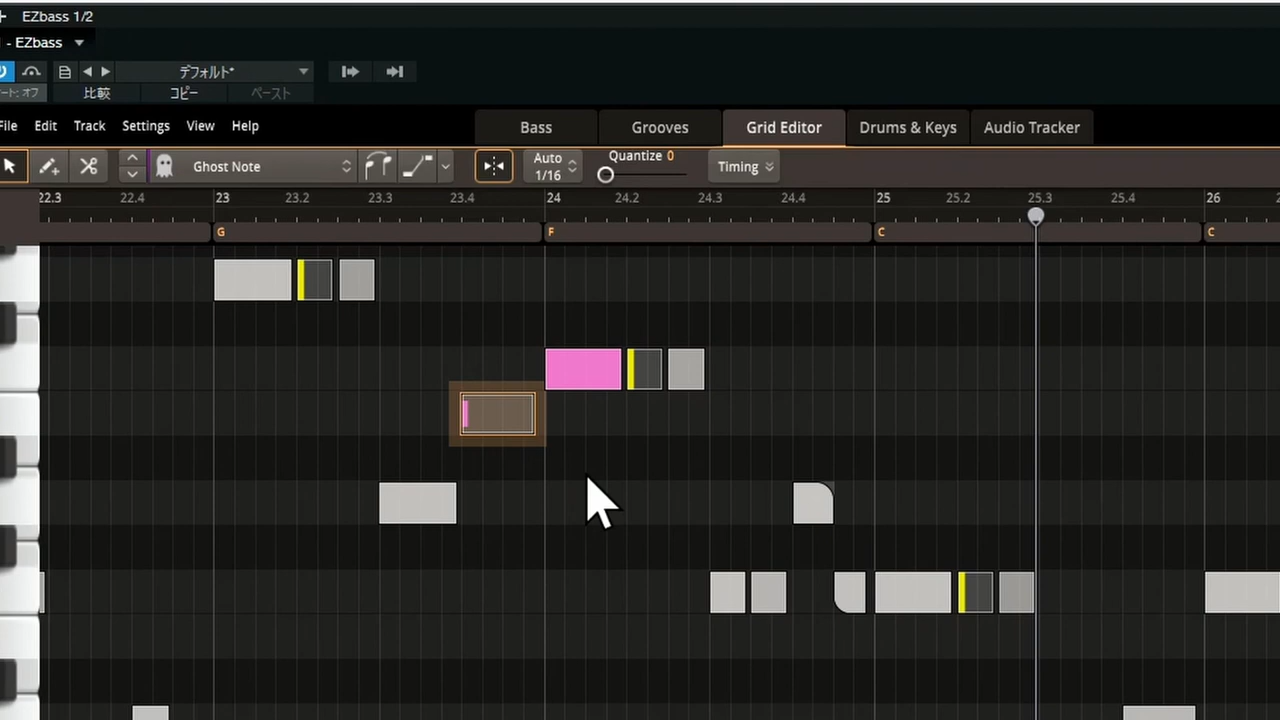 EZbass 1/2
- EZbass
デフォルト*
ート: オフ 比較 コピー ペースト
File Edit Track Settings View Help
Bass Grooves Grid Editor Drums & Keys Audio Tracker
Ghost Note Auto 1/16 Quantize 0 Timing
22.3 22.4 23 23.2 23.3 23.4 24 24.2 24.3 24.4 25 25.2 25.3 25.4 26
G F C C